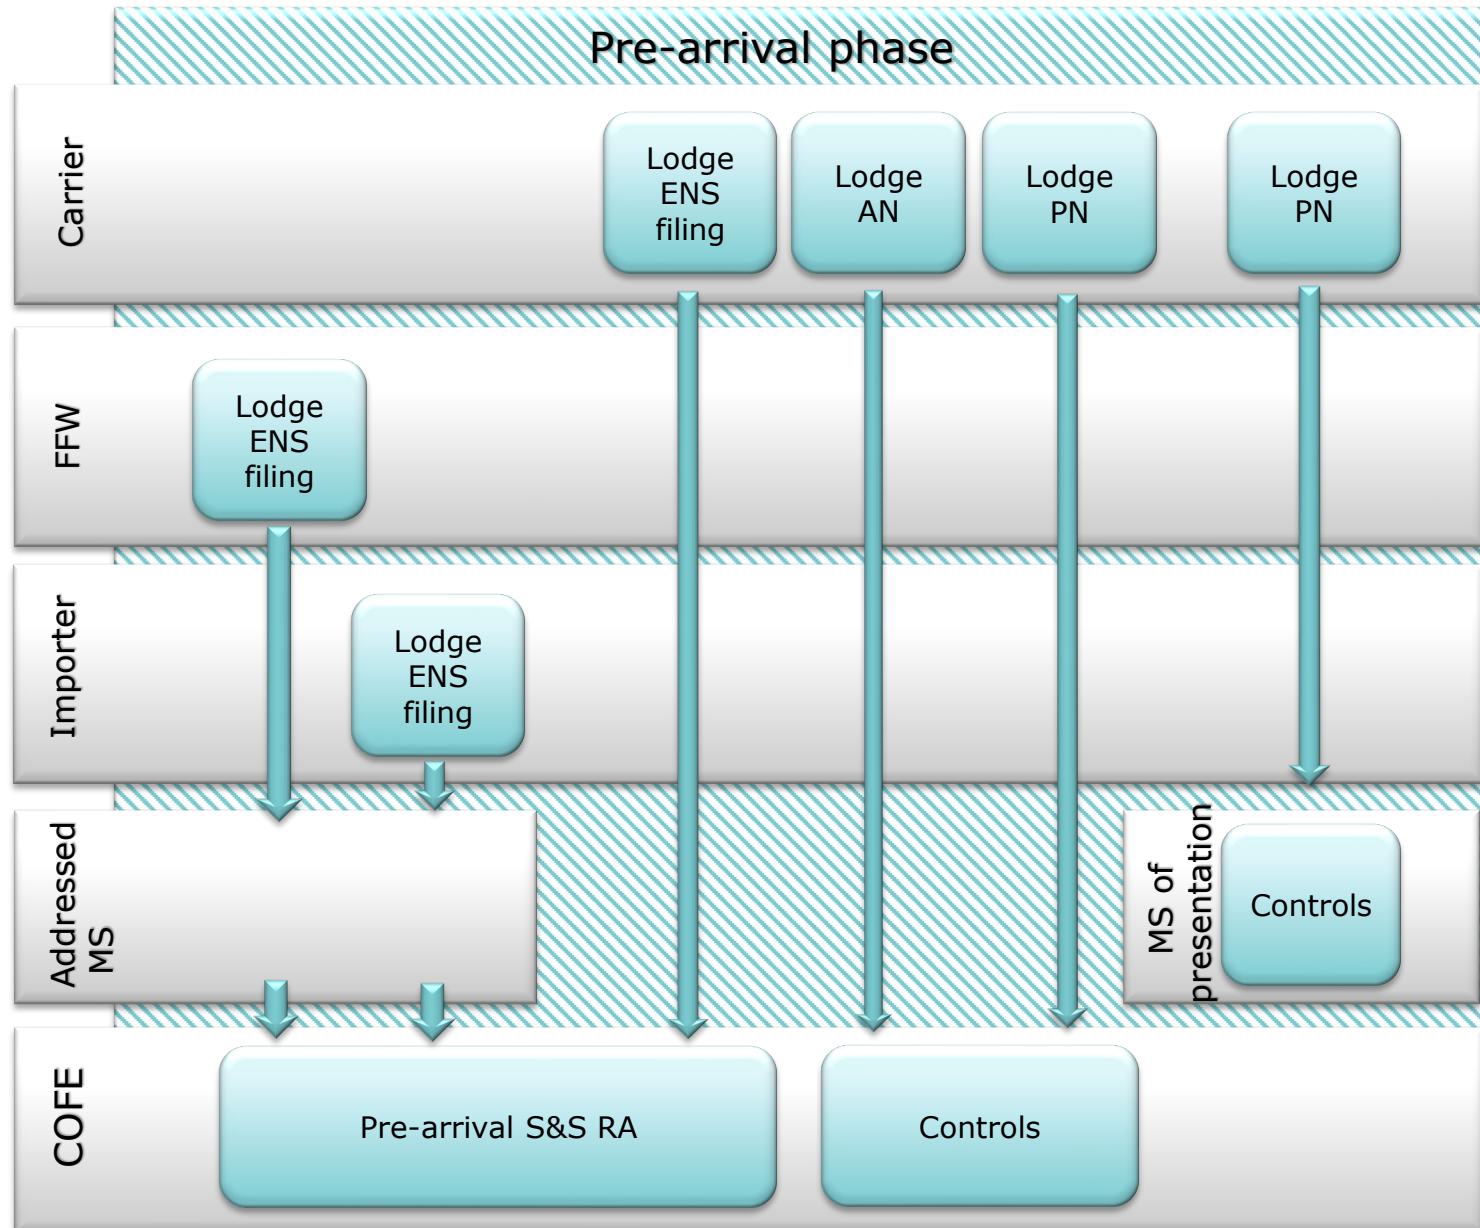 Pre-arrival phase
Carrier
Lodge
ENS
filing
Lodge
AN
Lodge
PN
Lodge
PN
FFW
Lodge
ENS
filing
Importer
Lodge
ENS
filing
Addressed
MS
MS of
presentation
Controls
COFE
Pre-arrival S&S RA
Controls